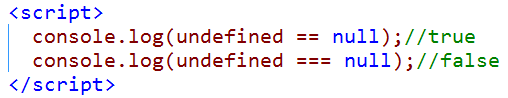 <script>
console.log(undefined == null);//true
console.log(undefined === null);//false
</script>